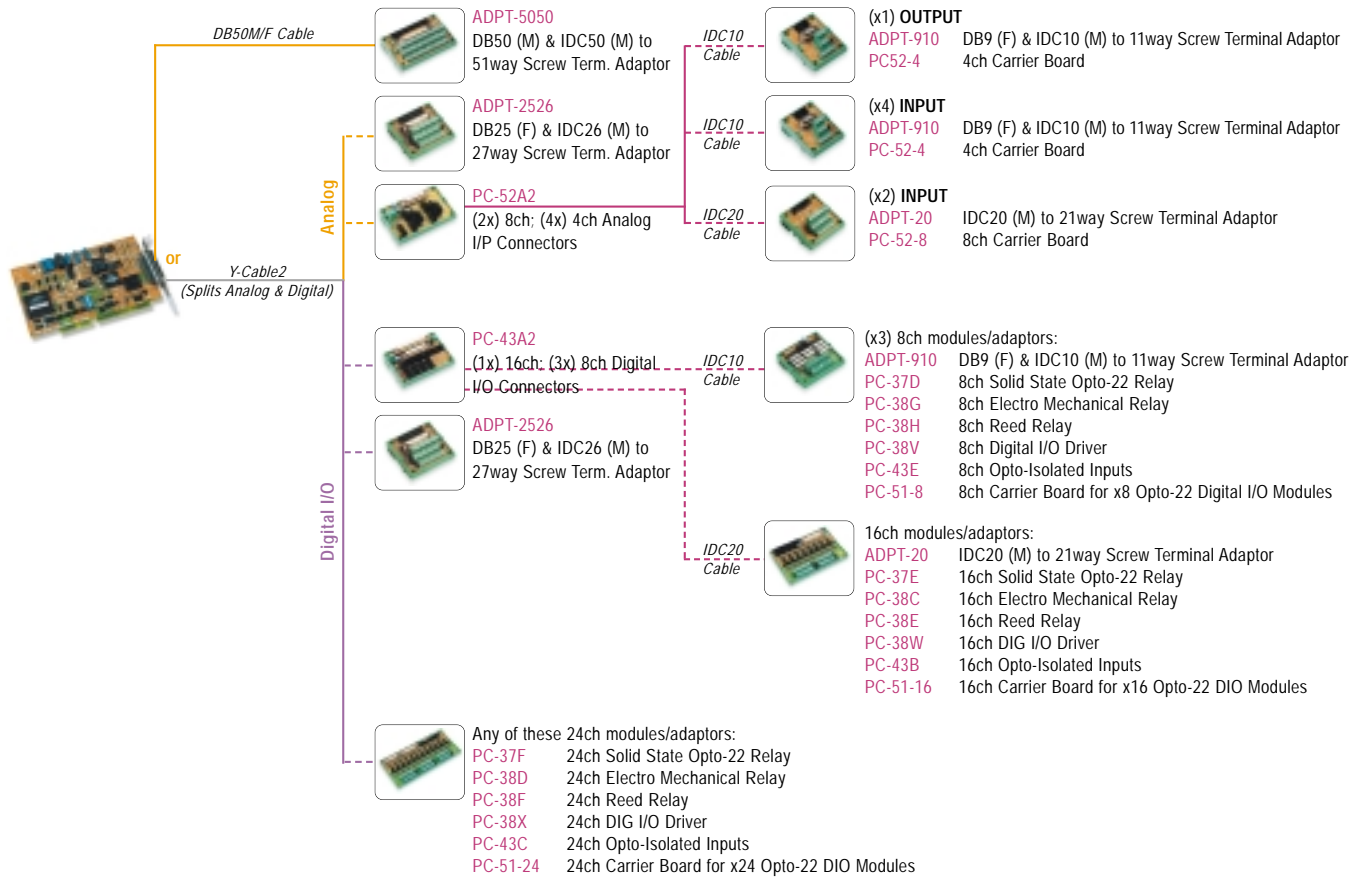 DB50M/F Cable
ADPT-5050
DB50 (M) & IDC50 (M) to
51way Screw Term. Adaptor
ADPT-2526
DB25 (F) & IDC26 (M) to
27way Screw Term. Adaptor
PC-52A2
(2x) 8ch; (4x) 4ch Analog
I/P Connectors
Analog
or
Y-Cable2
(Splits Analog & Digital)
IDC10
Cable
(x1) OUTPUT
ADPT-910 DB9 (F) & IDC10 (M) to 11way Screw Terminal Adaptor
PC52-4 4ch Carrier Board
IDC10
Cable
(x4) INPUT
ADPT-910 DB9 (F) & IDC10 (M) to 11way Screw Terminal Adaptor
PC-52-4 4ch Carrier Board
IDC20
Cable
(x2) INPUT
ADPT-20 IDC20 (M) to 21way Screw Terminal Adaptor
PC-52-8 8ch Carrier Board
Digital I/O
PC-43A2
(1x) 16ch; (3x) 8ch Digital
I/O Connectors
ADPT-2526
DB25 (F) & IDC26 (M) to
27way Screw Term. Adaptor
IDC10
Cable
(x3) 8ch modules/adaptors:
ADPT-910 DB9 (F) & IDC10 (M) to 11way Screw Terminal Adaptor
PC-37D 8ch Solid State Opto-22 Relay
PC-38G 8ch Electro Mechanical Relay
PC-38H 8ch Reed Relay
PC-38V 8ch Digital I/O Driver
PC-43E 8ch Opto-Isolated Inputs
PC-51-8 8ch Carrier Board for x8 Opto-22 Digital I/O Modules
IDC20
Cable
16ch modules/adaptors:
ADPT-20 IDC20 (M) to 21way Screw Terminal Adaptor
PC-37E 16ch Solid State Opto-22 Relay
PC-38C 16ch Electro Mechanical Relay
PC-38E 16ch Reed Relay
PC-38W 16ch DIG I/O Driver
PC-43B 16ch Opto-Isolated Inputs
PC-51-16 16ch Carrier Board for x16 Opto-22 DIO Modules
Any of these 24ch modules/adaptors:
PC-37F 24ch Solid State Opto-22 Relay
PC-38D 24ch Electro Mechanical Relay
PC-38F 24ch Reed Relay
PC-38X 24ch DIG I/O Driver
PC-43C 24ch Opto-Isolated Inputs
PC-51-24 24ch Carrier Board for x24 Opto-22 DIO Modules